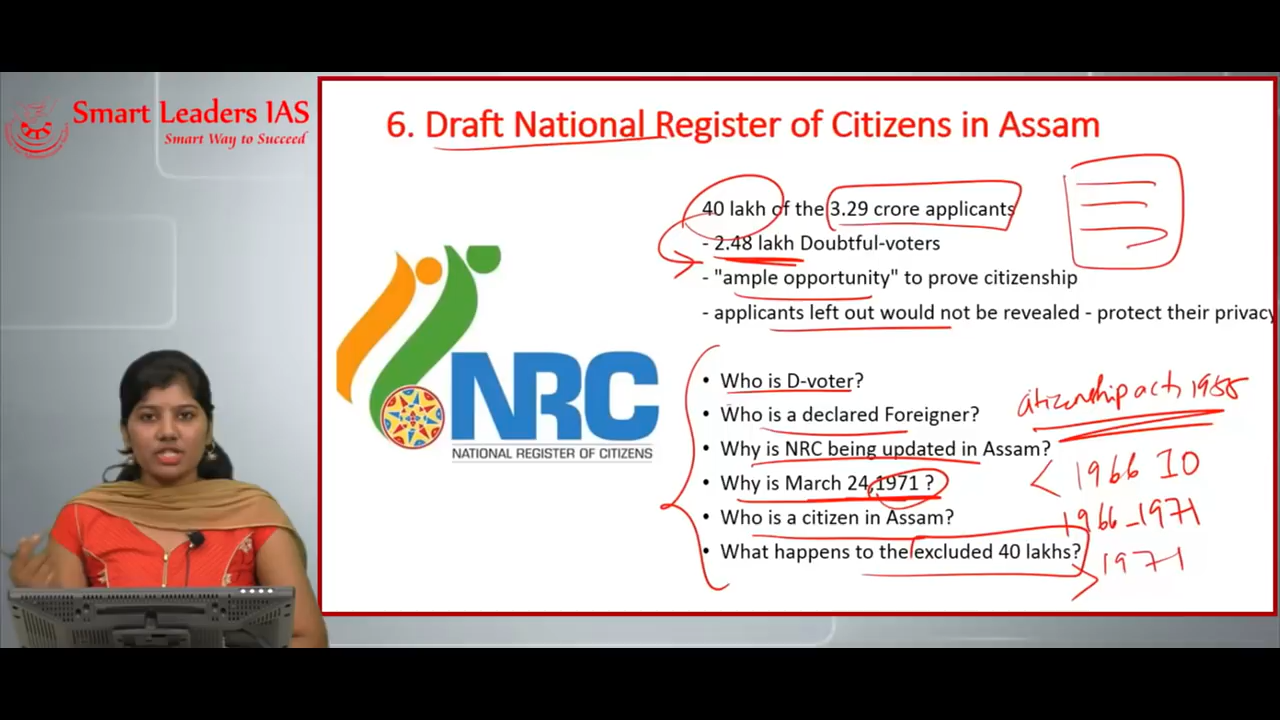 Smart Leaders IAS
Smart Way to Succeed
6. Draft National Register of Citizens in Assam
40 lakh of the 3.29 crore applicants
- 2.48 lakh Doubtful-voters
- "ample opportunity" to prove citizenship
- applicants left out would not be revealed - protect their privacy
NRC
NATIONAL REGISTER OF CITIZENS
• Who is D-voter?
• Who is a declared Foreigner?
• Why is NRC being updated in Assam?
• Why is March 24,1971 ?
• Who is a citizen in Assam?
• What happens to the excluded 40 lakhs?
citizenship act, 1955
< 1966 IO
1966-1971
> 1971